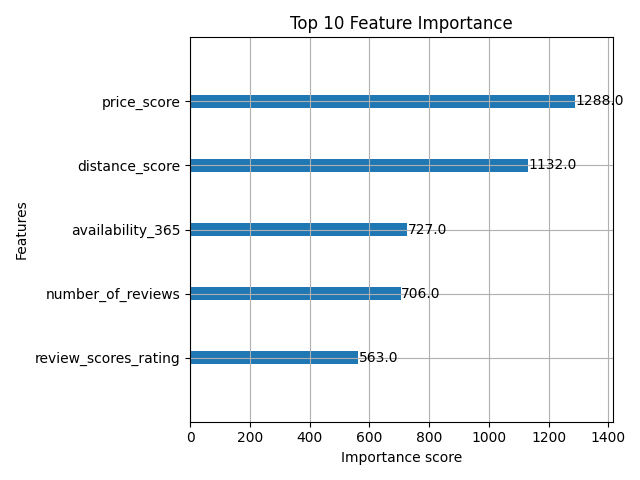 Top 10 Feature Importance
Features
price_score
1288.0
distance_score
1132.0
availability_365
727.0
number_of_reviews
706.0
review_scores_rating
563.0
0 200 400 600 800 1000 1200 1400
Importance score